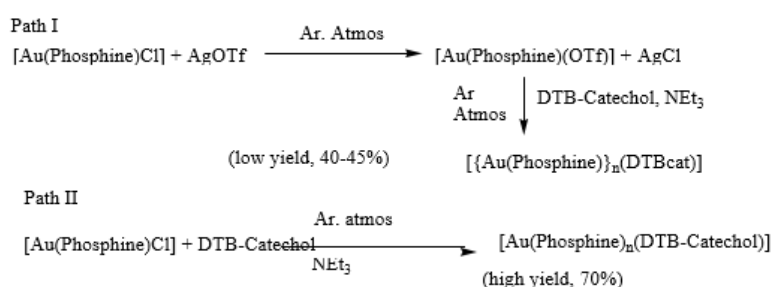 Path I
[Au(Phosphine)Cl] + AgOTf
Ar. Atmos
[Au(Phosphine)(OTf)] + AgCl
Ar
Atmos
DTB-Catechol, NEt₃
(low yield, 40-45%)
[{Au(Phosphine)}ₙ(DTBcat)]
Path II
[Au(Phosphine)Cl] + DTB-Catechol
Ar. atmos
NEt₃
[Au(Phosphine)ₙ(DTB-Catechol)]
(high yield, 70%)